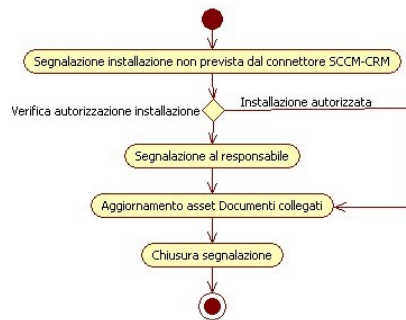 Segnalazione installazione non prevista dal connettore SCCM-CRM
Verifica autorizzazione installazione
Installazione autorizzata
Segnalazione al responsabile
Aggiornamento asset Documenti collegati
Chiusura segnalazione